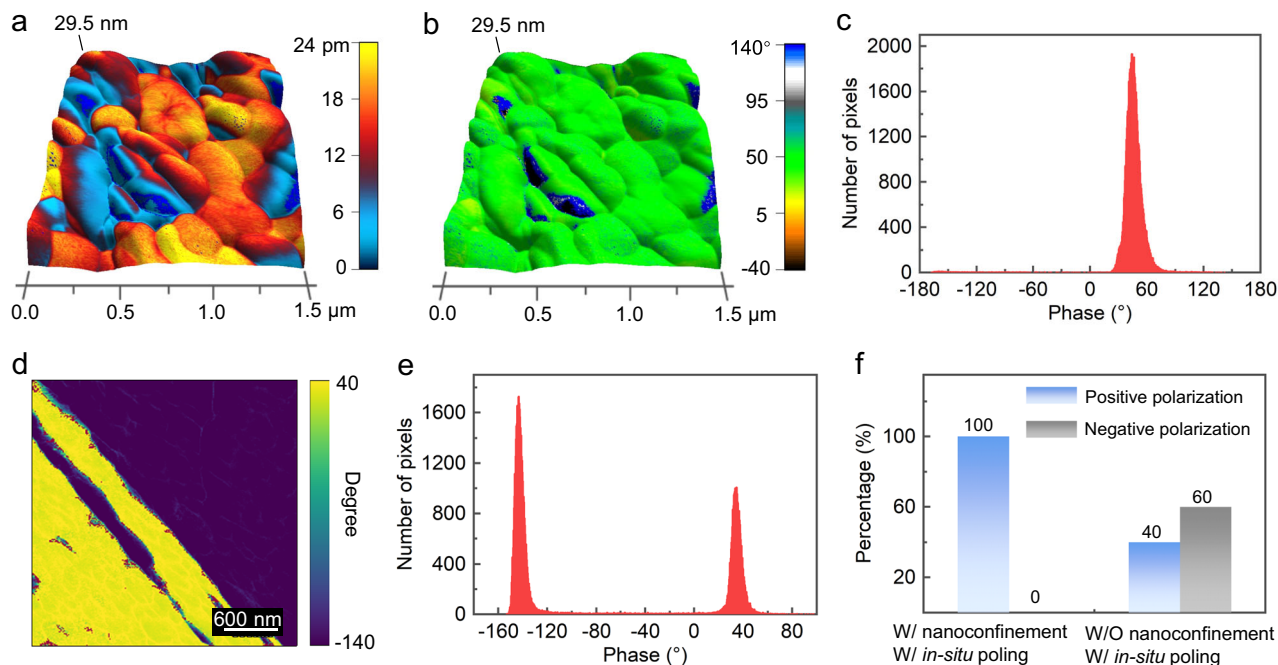 a
29.5 nm
24 pm
18
12
6
0
0.0
0.5
1.0
1.5 μm
b
29.5 nm
140°
95
50
5
-40
0.0
0.5
1.0
1.5 μm
c
Number of pixels
2000
1600
1200
800
400
0
-180
-120
-60
0
60
120
180
Phase (°)
d
40
Degree
-140
600 nm
e
Number of pixels
1600
1200
800
400
0
-160
-120
-80
-40
0
40
80
Phase (°)
f
Percentage (%)
100%
80%
60%
40%
20%
Positive polarization
Negative polarization
100
0
40
60
W/ nanoconfinement
W/ in-situ poling
W/O nanoconfinement
W/ in-situ poling